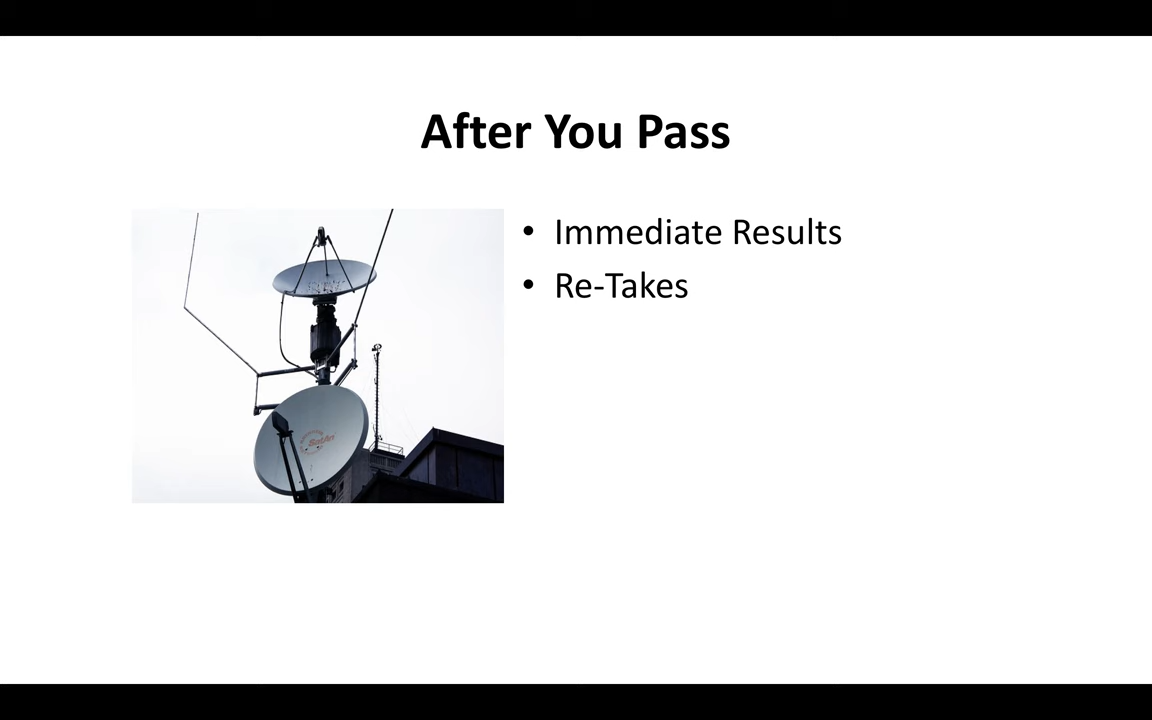 After You Pass
• Immediate Results
• Re-Takes